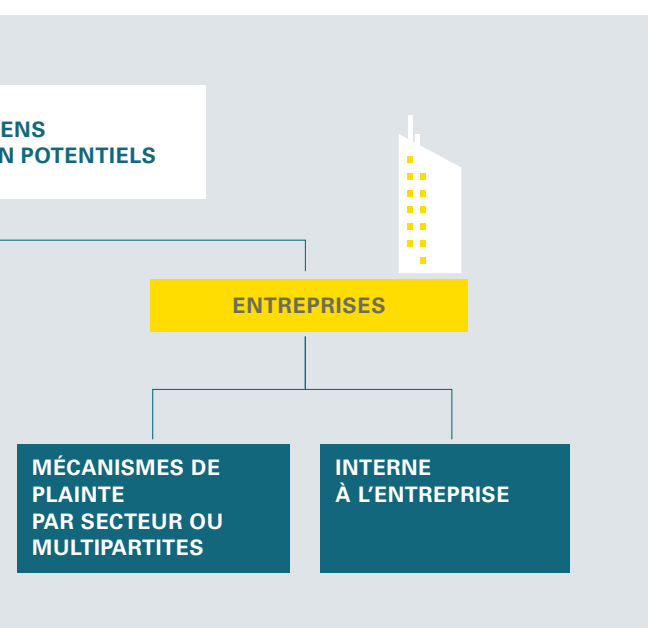 ENS
N POTENTIELS
ENTREPRISES
MÉCANISMES DE
PLAINTE
PAR SECTEUR OU
MULTIPARTITES
INTERNE
À L’ENTREPRISE